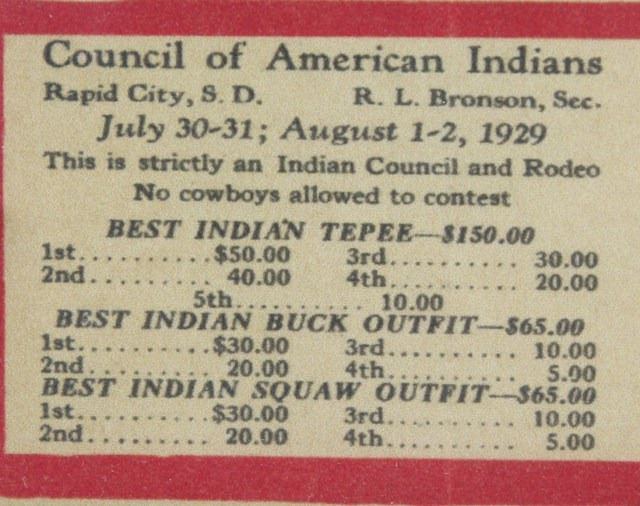 Council of American Indians
Rapid City, S. D. R. L. Bronson, Sec.
July 30-31; August 1-2, 1929
This is strictly an Indian Council and Rodeo
No cowboys allowed to contest
BEST INDIAN TEPEE—$150.00
1st..........$50.00 3rd.......... 30.00
2nd......... 40.00 4th.......... 20.00
5th.......... 10.00
BEST INDIAN BUCK OUTFIT—$65.00
1st..........$30.00 3rd.......... 10.00
2nd......... 20.00 4th.......... 5.00
BEST INDIAN SQUAW OUTFIT—$65.00
1st..........$30.00 3rd.......... 10.00
2nd......... 20.00 4th.......... 5.00